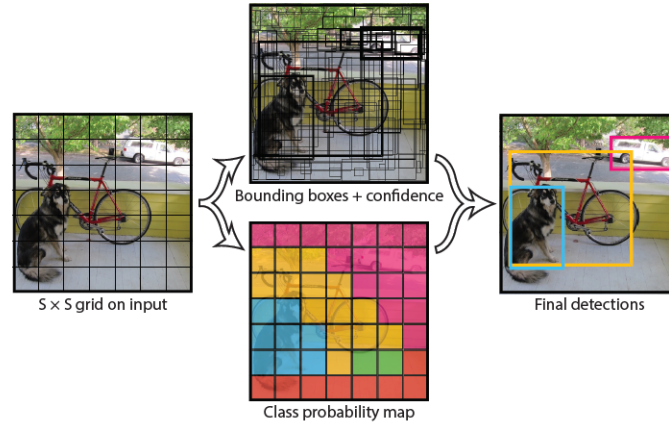 S × S grid on input
Bounding boxes + confidence
Class probability map
Final detections